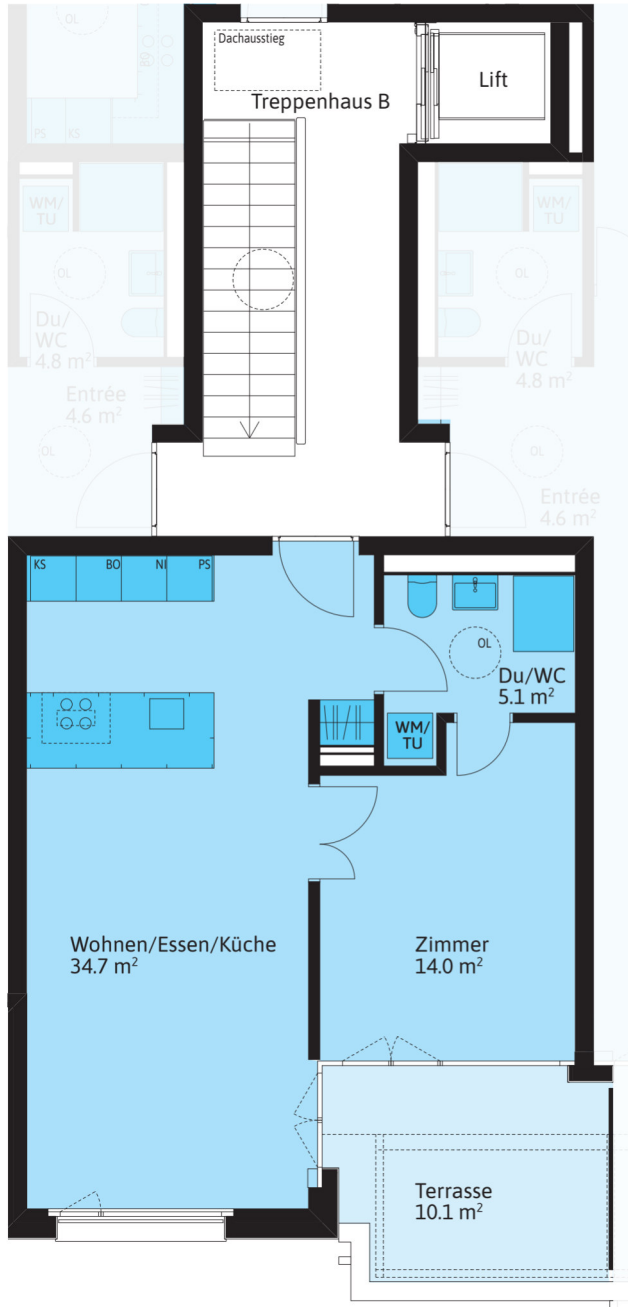 OL
BO
PS KS
Dachausstieg
Treppenhaus B
Lift
WM/
TU
OL
Du/
WC
4.8 m²
Entrée
4.6 m²
OL
WM/
TU
OL
Du/
WC
4.8 m²
OL
Entrée
4.6 m²
KS BO NI PS
OL
Du/WC
5.1 m²
WM/
TU
Wohnen/Essen/Küche
34.7 m²
Zimmer
14.0 m²
Terrasse
10.1 m²